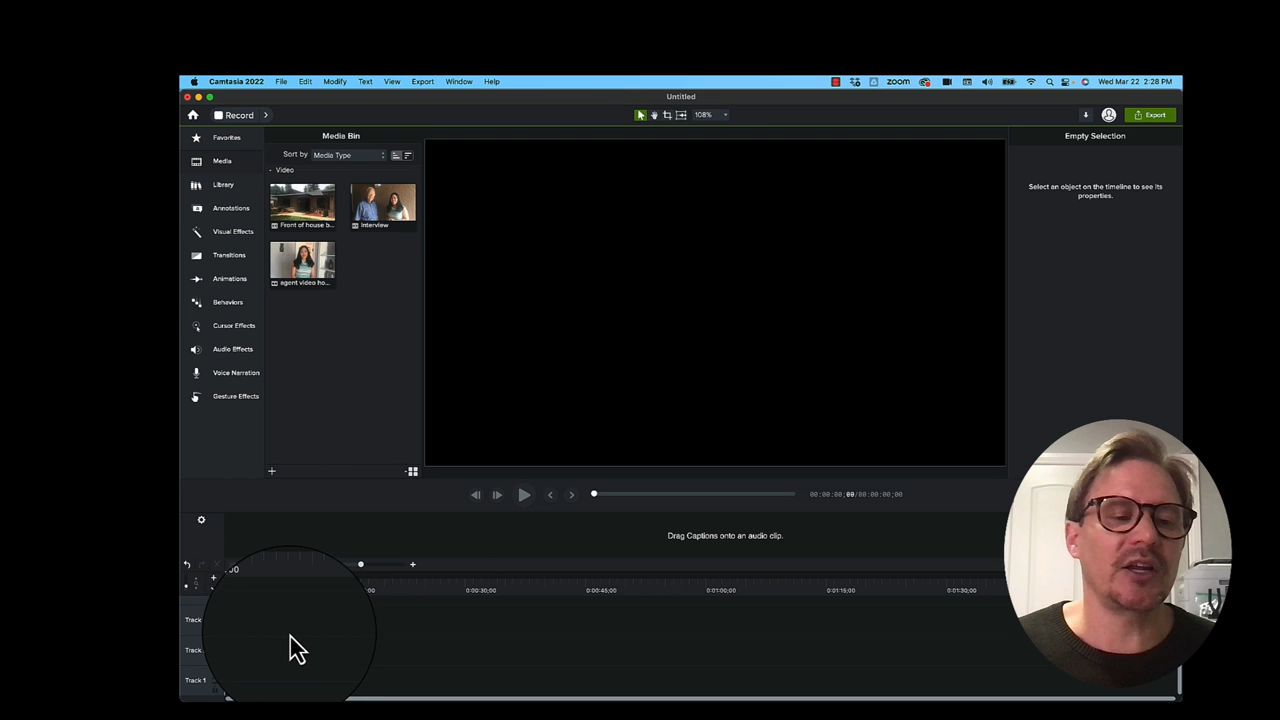 Camtasia 2022 File Edit Modify Text View Export Window Help zoom Wed Mar 22 2:28 PM
Untitled
Record 108% Export
Favorites
Media Bin
Empty Selection
Sort by Media Type
Media
Video
Library
Select an object on the timeline to see its
properties.
Annotations
Front of house b...
Interview
Visual Effects
Transitions
Animations
agent video ho...
Behaviors
Cursor Effects
Audio Effects
Voice Narration
Gesture Effects
00:00:00;00/00:00:00;00
Drag Captions onto an audio clip.
0:00:30;00 0:00:45;00 0:01:00;00 0:01:15;00 0:01:30;00
Track
Track
Track 1